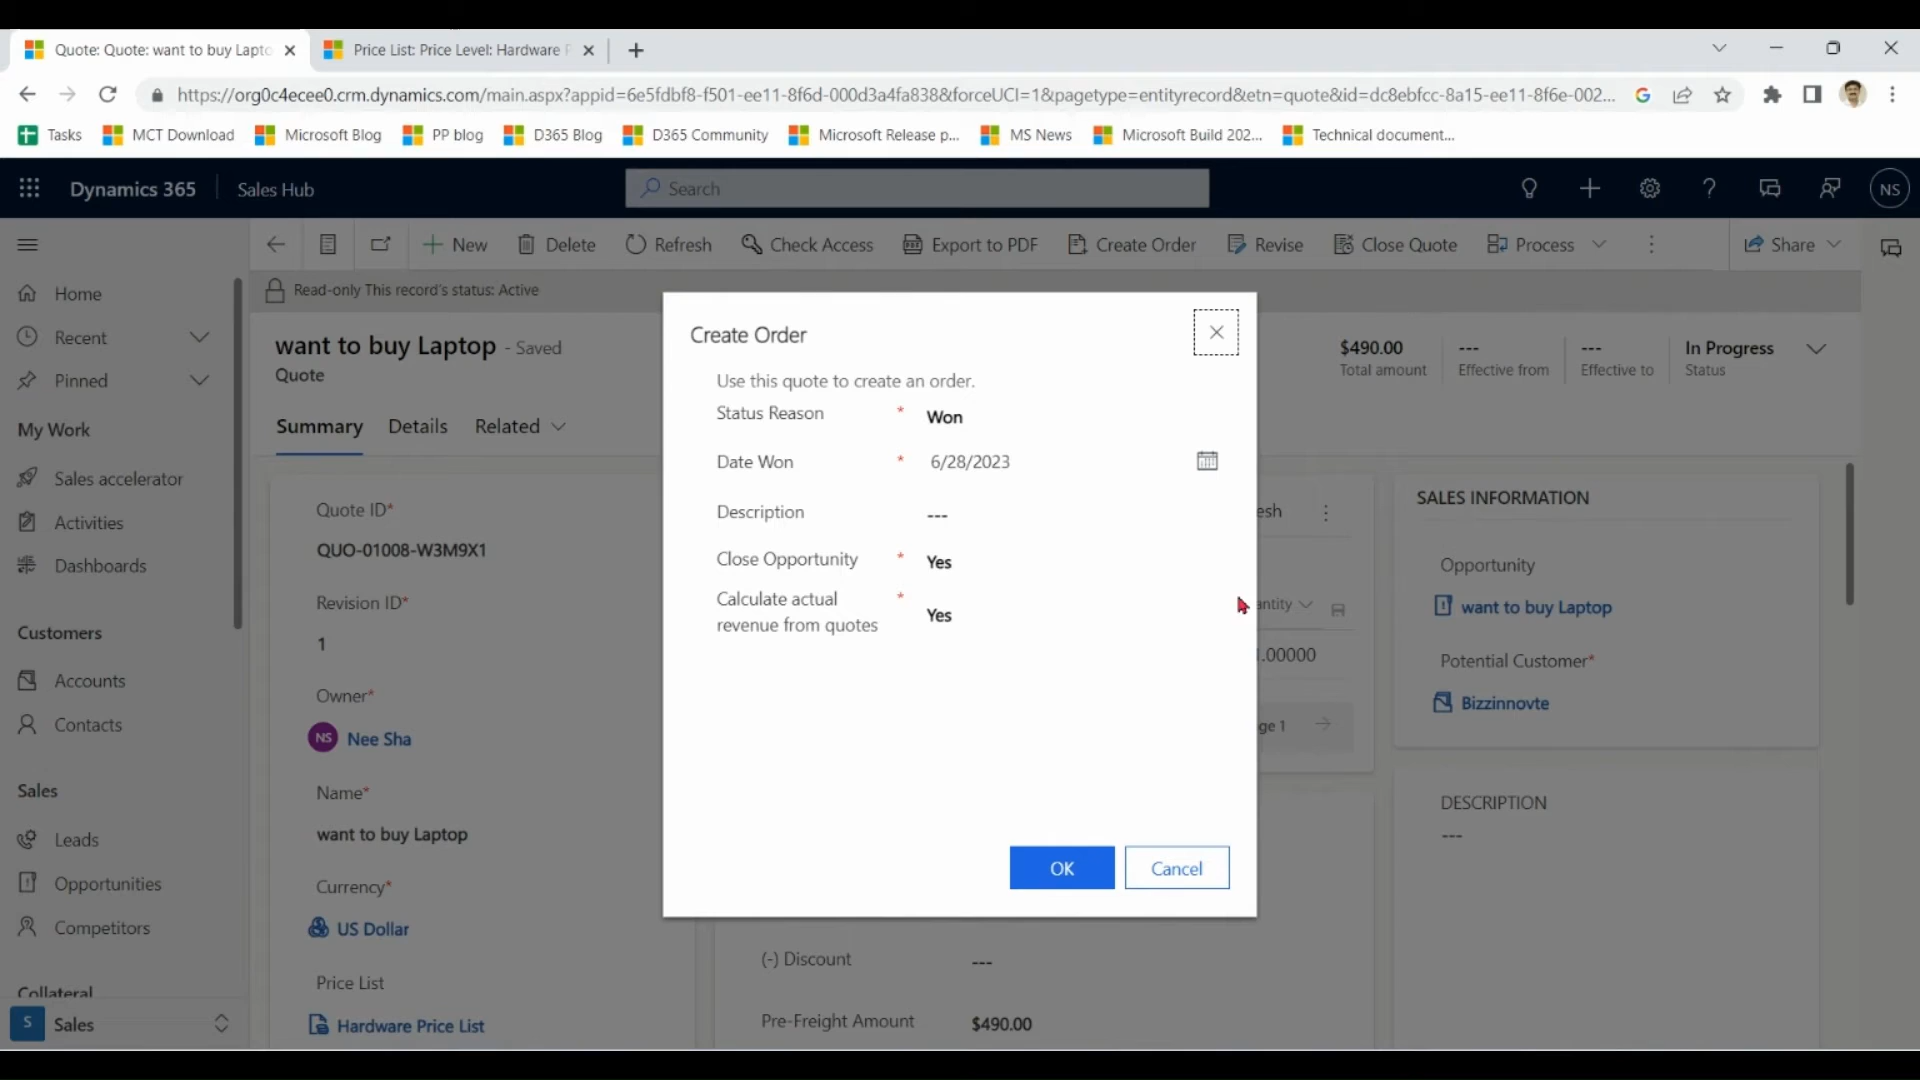 Quote: Quote: want to buy Lapto
Price List: Price Level: Hardware P
https://org0c4ecee0.crm.dynamics.com/main.aspx?appid=6e5fdbf8-f501-ee11-8f6d-000d3a4fa838&forceUCI=1&pagetype=entityrecord&etn=quote&id=dc8ebfcc-8a15-ee11-8f6e-002...
Tasks
MCT Download
Microsoft Blog
PP blog
D365 Blog
D365 Community
Microsoft Release p...
MS News
Microsoft Build 202...
Technical document...
Dynamics 365
Sales Hub
Search
NS
New
Delete
Refresh
Check Access
Export to PDF
Create Order
Revise
Close Quote
Process
Share
Home
Recent
Pinned
My Work
Sales accelerator
Activities
Dashboards
Customers
Accounts
Contacts
Sales
Leads
Opportunities
Competitors
Collateral
S Sales
Read-only This record's status: Active
want to buy Laptop - Saved
Quote
$490.00
Total amount
---
Effective from
---
Effective to
In Progress
Status
Summary
Details
Related
Quote ID*
QUO-01008-W3M9X1
Revision ID*
1
Owner*
NS Nee Sha
Name*
want to buy Laptop
Currency*
US Dollar
Price List
Hardware Price List
Create Order
Use this quote to create an order.
Status Reason * Won
Date Won * 6/28/2023
Description ---
Close Opportunity * Yes
Calculate actual * Yes
revenue from quotes
OK
Cancel
esh
antity
.00000
ge 1
(-) Discount ---
Pre-Freight Amount $490.00
SALES INFORMATION
Opportunity
want to buy Laptop
Potential Customer*
Bizzinnovte
DESCRIPTION
---